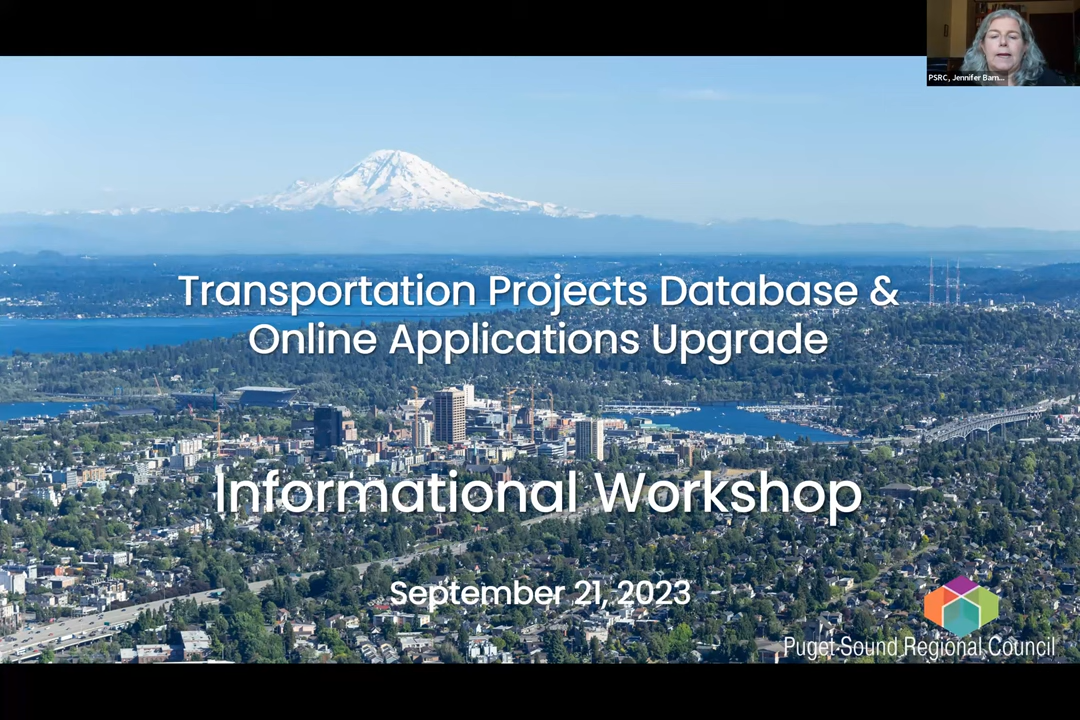 PSRC, Jennifer Barn...
Transportation Projects Database &
Online Applications Upgrade
Informational Workshop
September 21, 2023
Puget Sound Regional Council